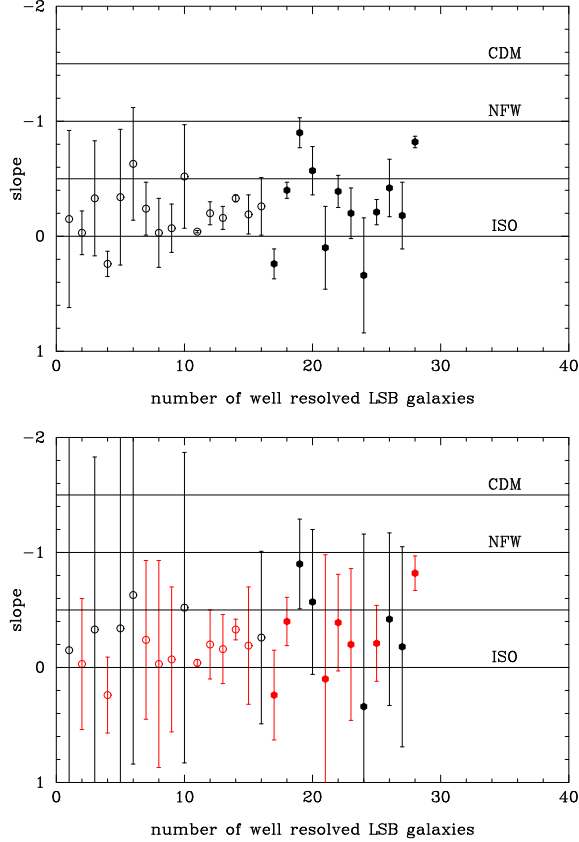 −2
CDM
NFW
−1
slope
ISO
0
1
0 10 20 30 40
number of well resolved LSB galaxies
−2
CDM
NFW
−1
slope
ISO
0
1
0 10 20 30 40
number of well resolved LSB galaxies